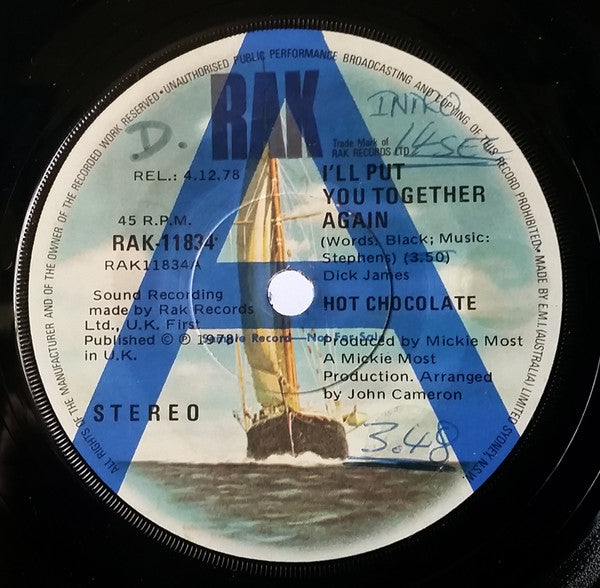 ALL RIGHTS OF THE MANUFACTURER AND OF THE OWNER OF THE RECORDED WORK RESERVED•UNAUTHORISED PUBLIC PERFORMANCE BROADCASTING AND COPYING OF THIS RECORD PROHIBITED•MADE BY E.M.I. (AUSTRALIA) LIMITED SYDNEY, N.S.W.
A
RAK
Trade Mark of
RAK RECORDS LTD.
D.
INTRO
14SEC
REL.: 4.12.78
I'LL PUT
YOU TOGETHER
AGAIN
(Words: Black; Music:
Stephens) (3.50)
Dick James
45 R.P.M.
RAK-11834
RAK11834A
HOT CHOCOLATE
Sound Recording
made by Rak Records
Ltd., U.K. First
Published © ℗ 1978
in U.K.
Sample Record—Not For Sale
Produced by Mickie Most
A Mickie Most
Production. Arranged
by John Cameron
STEREO
3.48